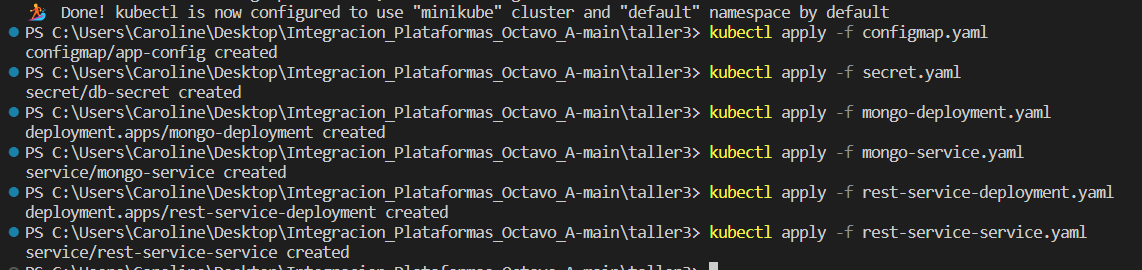 Done! kubectl is now configured to use "minikube" cluster and "default" namespace by default
PS C:\Users\Caroline\Desktop\Integracion_Plataformas_Octavo_A-main\taller3> kubectl apply -f configmap.yaml
configmap/app-config created
PS C:\Users\Caroline\Desktop\Integracion_Plataformas_Octavo_A-main\taller3> kubectl apply -f secret.yaml
secret/db-secret created
PS C:\Users\Caroline\Desktop\Integracion_Plataformas_Octavo_A-main\taller3> kubectl apply -f mongo-deployment.yaml
deployment.apps/mongo-deployment created
PS C:\Users\Caroline\Desktop\Integracion_Plataformas_Octavo_A-main\taller3> kubectl apply -f mongo-service.yaml
service/mongo-service created
PS C:\Users\Caroline\Desktop\Integracion_Plataformas_Octavo_A-main\taller3> kubectl apply -f rest-service-deployment.yaml
deployment.apps/rest-service-deployment created
PS C:\Users\Caroline\Desktop\Integracion_Plataformas_Octavo_A-main\taller3> kubectl apply -f rest-service-service.yaml
service/rest-service-service created
PS C:\Users\Caroline\Desktop\Integracion_Plataformas_Octavo_A-main\taller3>